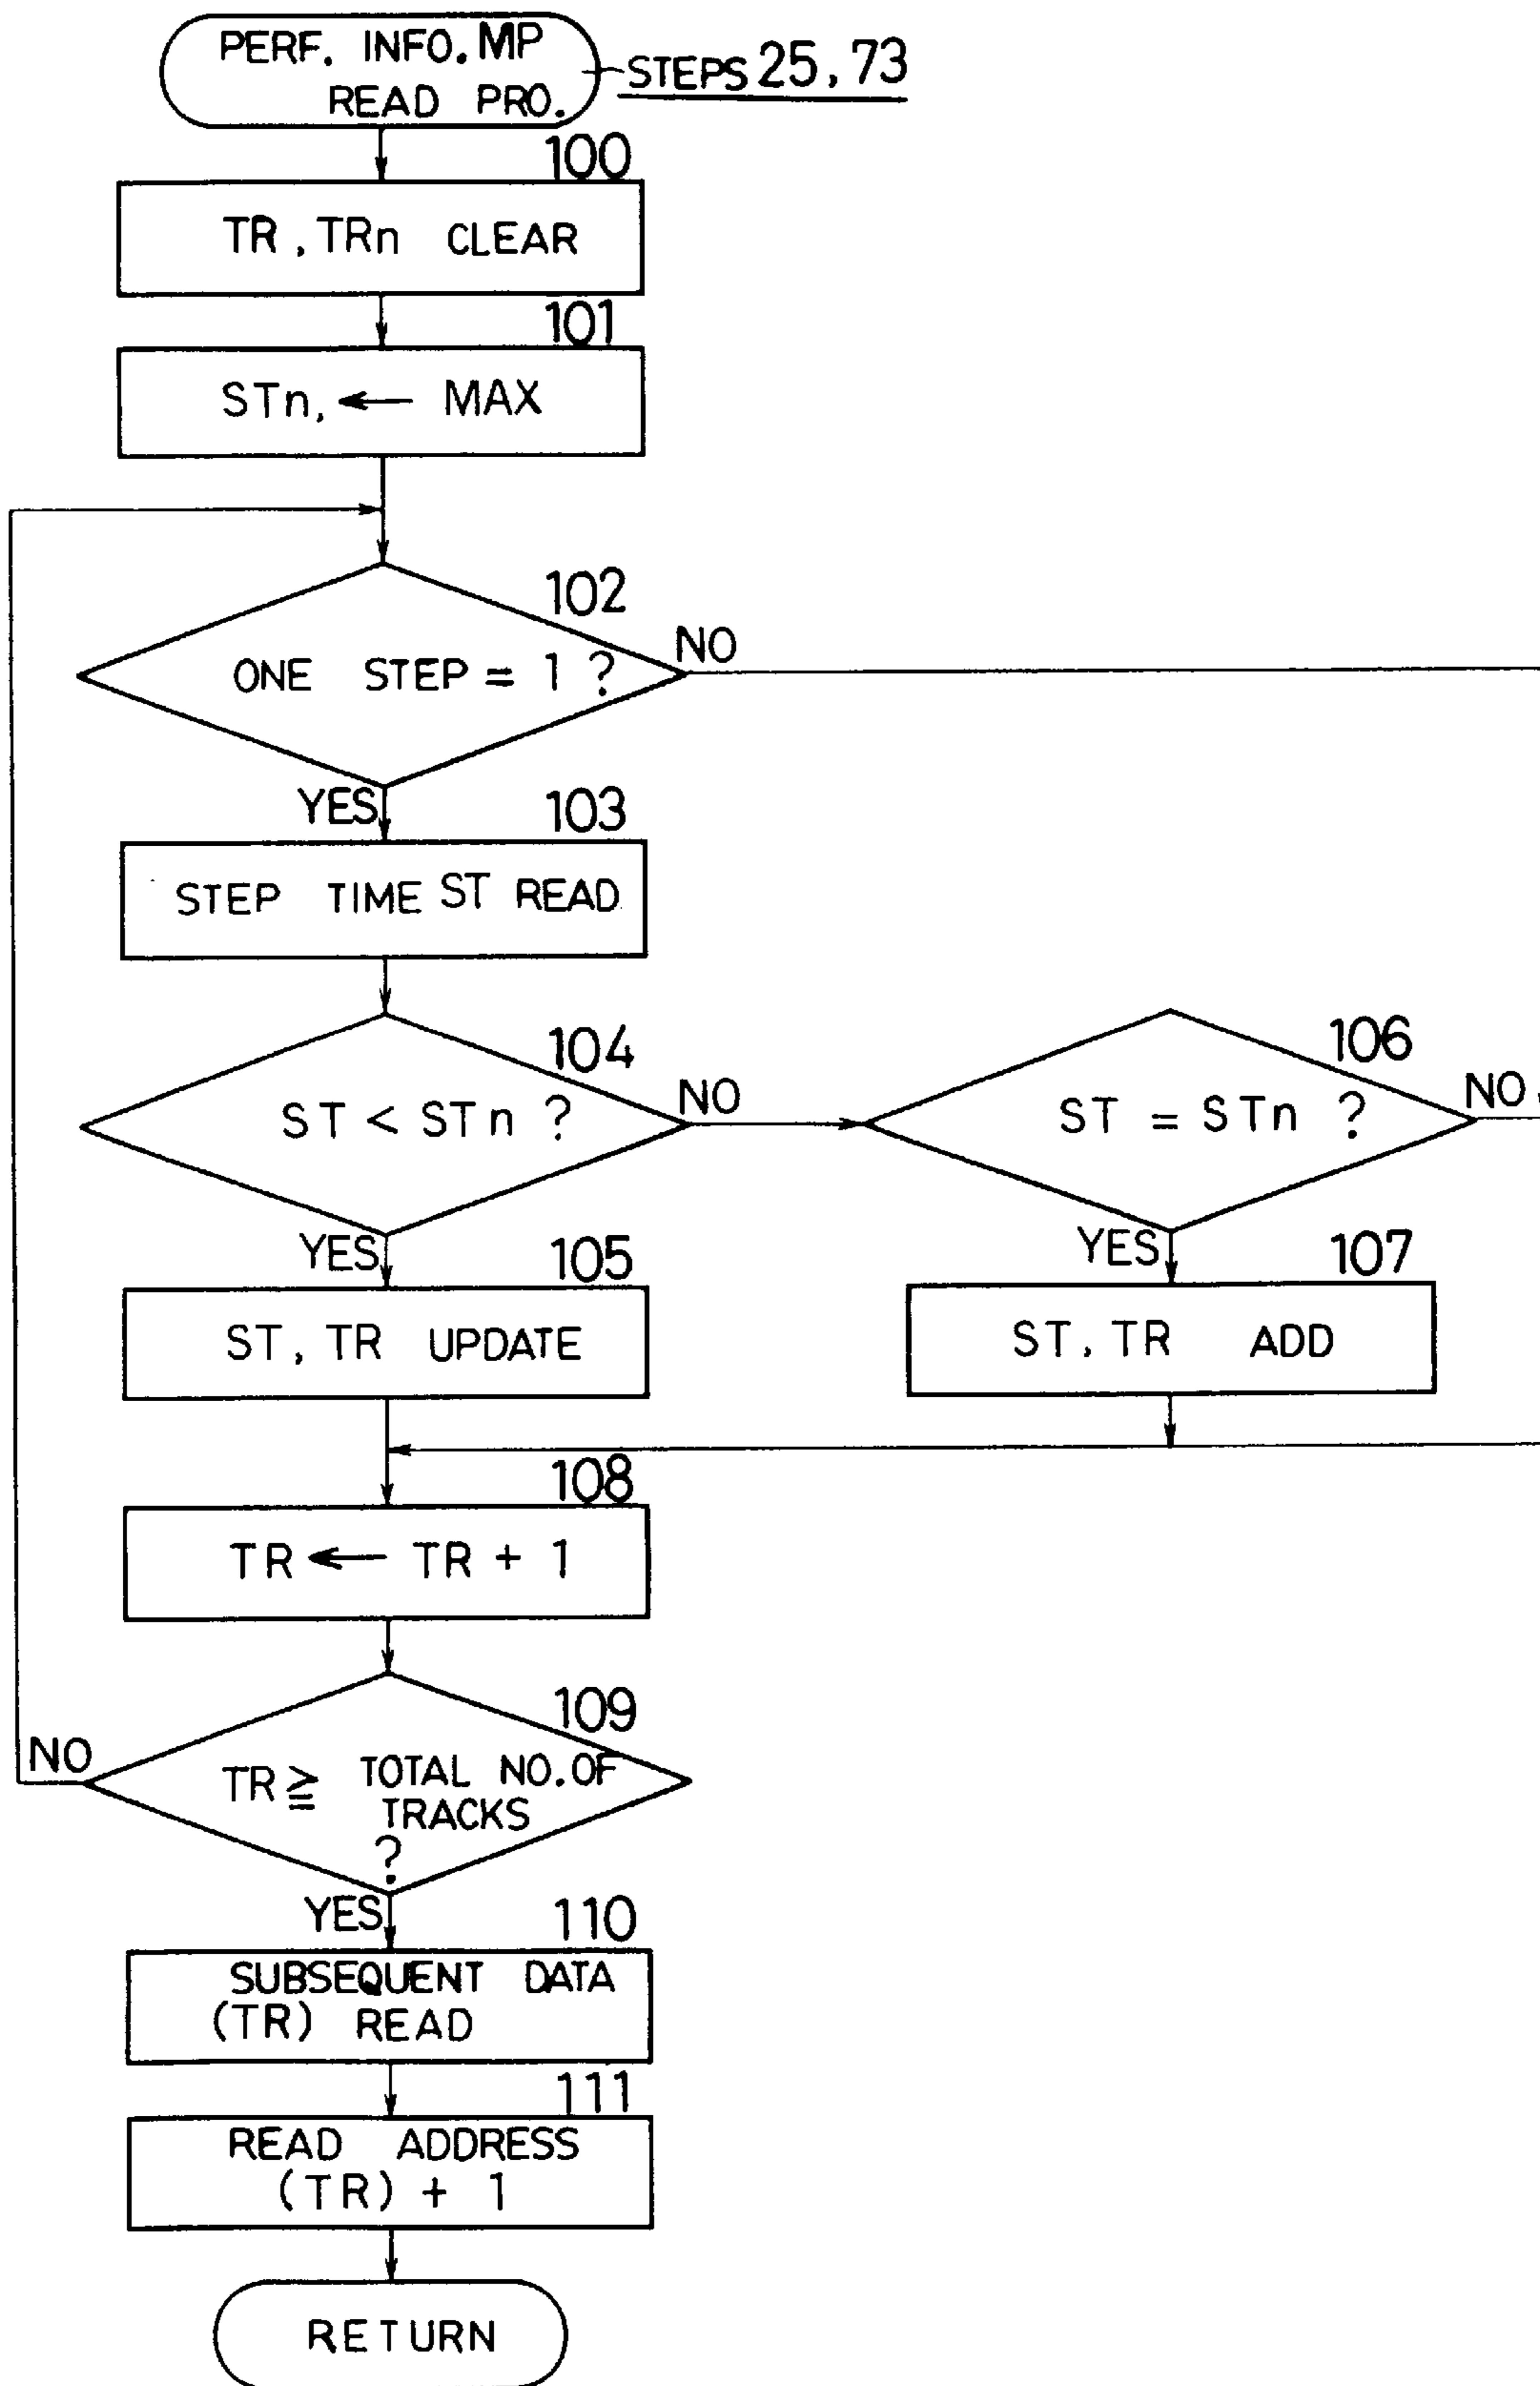 PERF. INFO. MP
READ PRO.
STEPS 25, 73
100
TR, TRn CLEAR
101
STn, ← MAX
102
ONE STEP = 1 ?
NO
YES
103
STEP TIME ST READ
104
ST < STn ?
NO
106
ST = STn ?
NO
YES
105
ST, TR UPDATE
YES
107
ST, TR ADD
108
TR ← TR + 1
109
TR ≧ TOTAL NO. OF
TRACKS
?
NO
YES
110
SUBSEQUENT DATA
(TR) READ
111
READ ADDRESS
(TR) + 1
RETURN